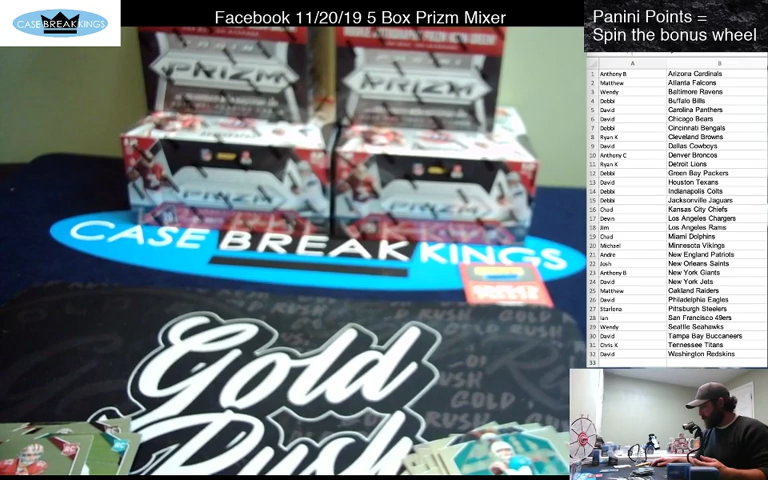 CASE BREAK KINGS
Facebook 11/20/19 5 Box Prizm Mixer
Panini Points =
Spin the bonus wheel
A B
1 Anthony B Arizona Cardinals
2 Matthew Atlanta Falcons
3 Wendy Baltimore Ravens
4 Debbi Buffalo Bills
5 David Carolina Panthers
6 David Chicago Bears
7 Debbi Cincinnati Bengals
8 Ryan K Cleveland Browns
9 David Dallas Cowboys
10 Anthony C Denver Broncos
11 Ryan K Detroit Lions
12 Debbi Green Bay Packers
13 David Houston Texans
14 Debbi Indianapolis Colts
15 Debbi Jacksonville Jaguars
16 Chad Kansas City Chiefs
17 Devin Los Angeles Chargers
18 Jim Los Angeles Rams
19 Chad Miami Dolphins
20 Michael Minnesota Vikings
21 Andre New England Patriots
22 Josh New Orleans Saints
23 Anthony B New York Giants
24 David New York Jets
25 Matthew Oakland Raiders
26 David Philadelphia Eagles
27 Starleno Pittsburgh Steelers
28 Ian San Francisco 49ers
29 Wendy Seattle Seahawks
30 David Tampa Bay Buccaneers
31 Chris K Tennessee Titans
32 David Washington Redskins
33
PRIZM
PRIZM
PRIZM
PRIZM
CASE BREAK KINGS
Gold
Rush
GOLD
RUSH